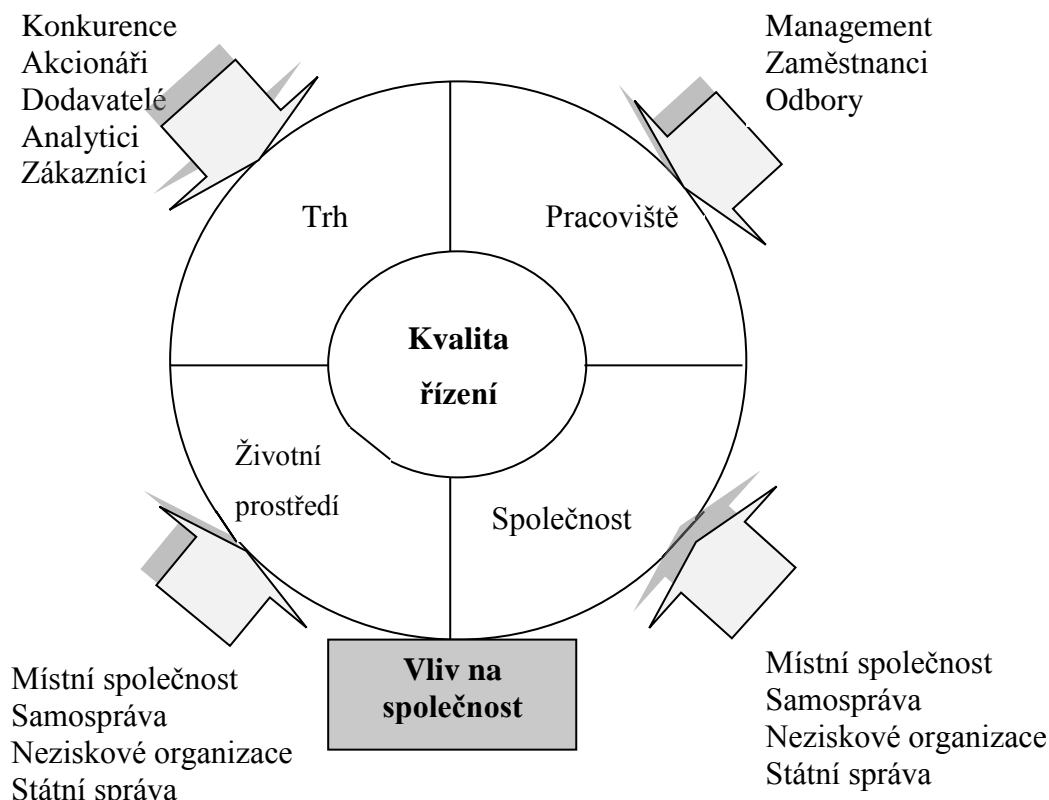 Konkurence
Akcionáři
Dodavatelé
Analytici
Zákazníci
Management
Zaměstnanci
Odbory
Trh
Pracoviště
Kvalita
řízení
Životní
prostředí
Společnost
Vliv na
společnost
Místní společnost
Samospráva
Neziskové organizace
Státní správa
Místní společnost
Samospráva
Neziskové organizace
Státní správa